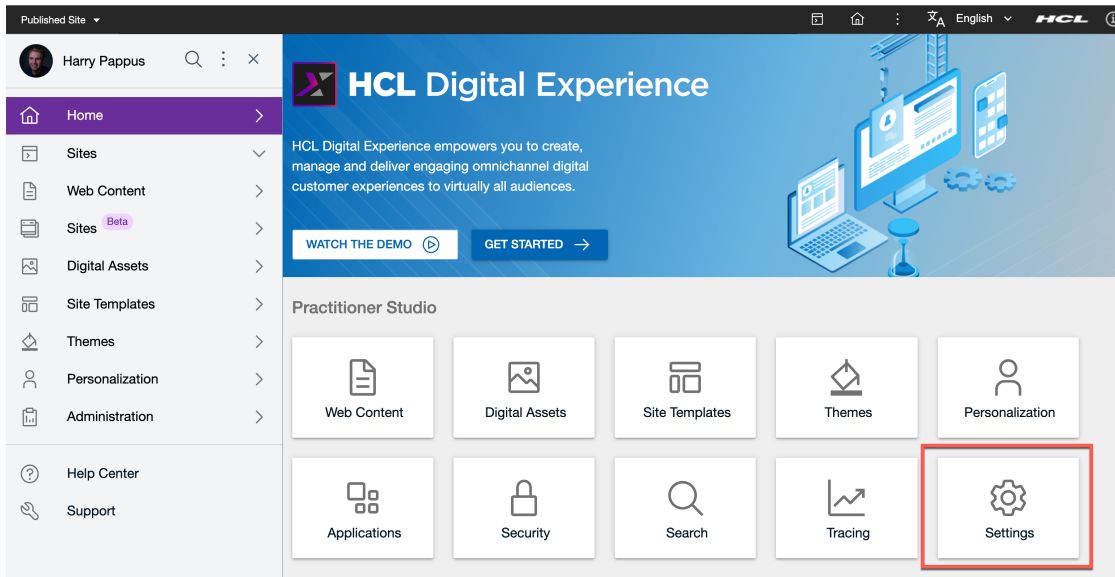 Published Site
English
HCL
Harry Pappus
Home
Sites
Web Content
Sites Beta
Digital Assets
Site Templates
Themes
Personalization
Administration
Help Center
Support
HCL Digital Experience
HCL Digital Experience empowers you to create,
manage and deliver engaging omnichannel digital
customer experiences to virtually all audiences.
WATCH THE DEMO
GET STARTED
Practitioner Studio
Web Content
Digital Assets
Site Templates
Themes
Personalization
Applications
Security
Search
Tracing
Settings